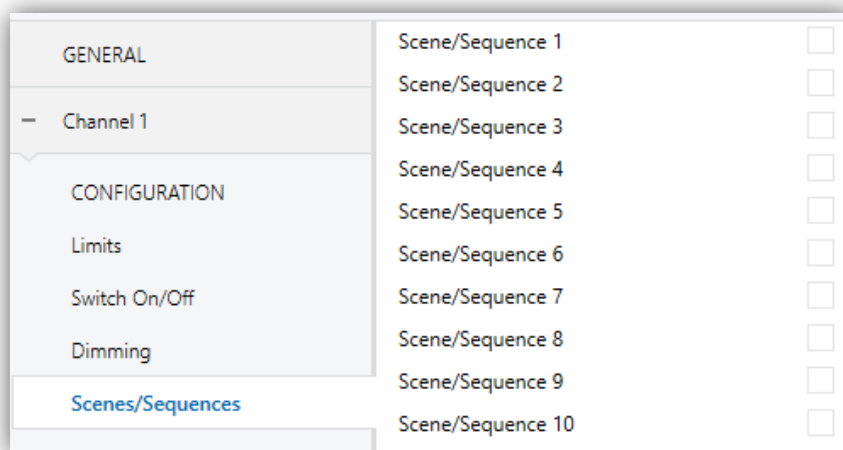 GENERAL
− Channel 1
CONFIGURATION
Limits
Switch On/Off
Dimming
Scenes/Sequences
Scene/Sequence 1
Scene/Sequence 2
Scene/Sequence 3
Scene/Sequence 4
Scene/Sequence 5
Scene/Sequence 6
Scene/Sequence 7
Scene/Sequence 8
Scene/Sequence 9
Scene/Sequence 10